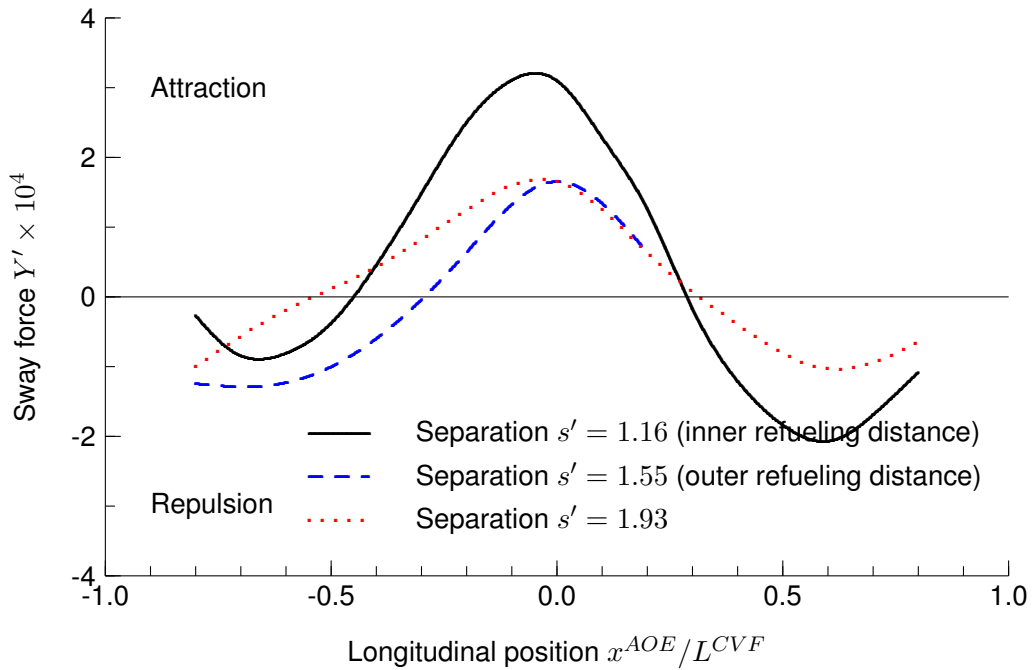 4
Attraction
2
Sway force Y′ × 10⁴
0
Separation s′ = 1.16 (inner refueling distance)
-2
Separation s′ = 1.55 (outer refueling distance)
Repulsion
Separation s′ = 1.93
-4
-1.0 -0.5 0.0 0.5 1.0
Longitudinal position x^{AOE}/L^{CVF}